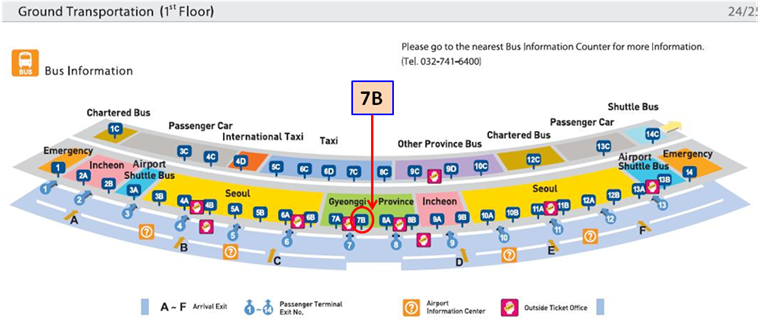 Ground Transportation (1st Floor)
24/25
Please go to the nearest Bus Information Counter for more Information.
(Tel. 032-741-6400)
BUS
Bus Information
7B
Chartered Bus
Passenger Car
International Taxi
Taxi
Other Province Bus
Chartered Bus
Passenger Car
Shuttle Bus
1C 3C 4C 4D 5C 6C 6D 7C 8C 9C 9D 10C 12C 13C 14C
Emergency
Incheon
Airport
Shuttle Bus
Seoul
Gyeonggi Province
Incheon
Seoul
Airport
Shuttle Bus
Emergency
1 2A 2B 3A 3B 4A 4B 5A 5B 6A 6B 7A 7B 8A 8B 9A 9B 10A 10B 11A 11B 12A 12B 13A 13B 14
1 2 3 4 5 6 7 8 9 10 11 12 13
A B C D E F
A ~ F Arrival Exit
1 ~ 14 Passenger Terminal
Exit No.
? Airport
Information Center
Outside Ticket Office